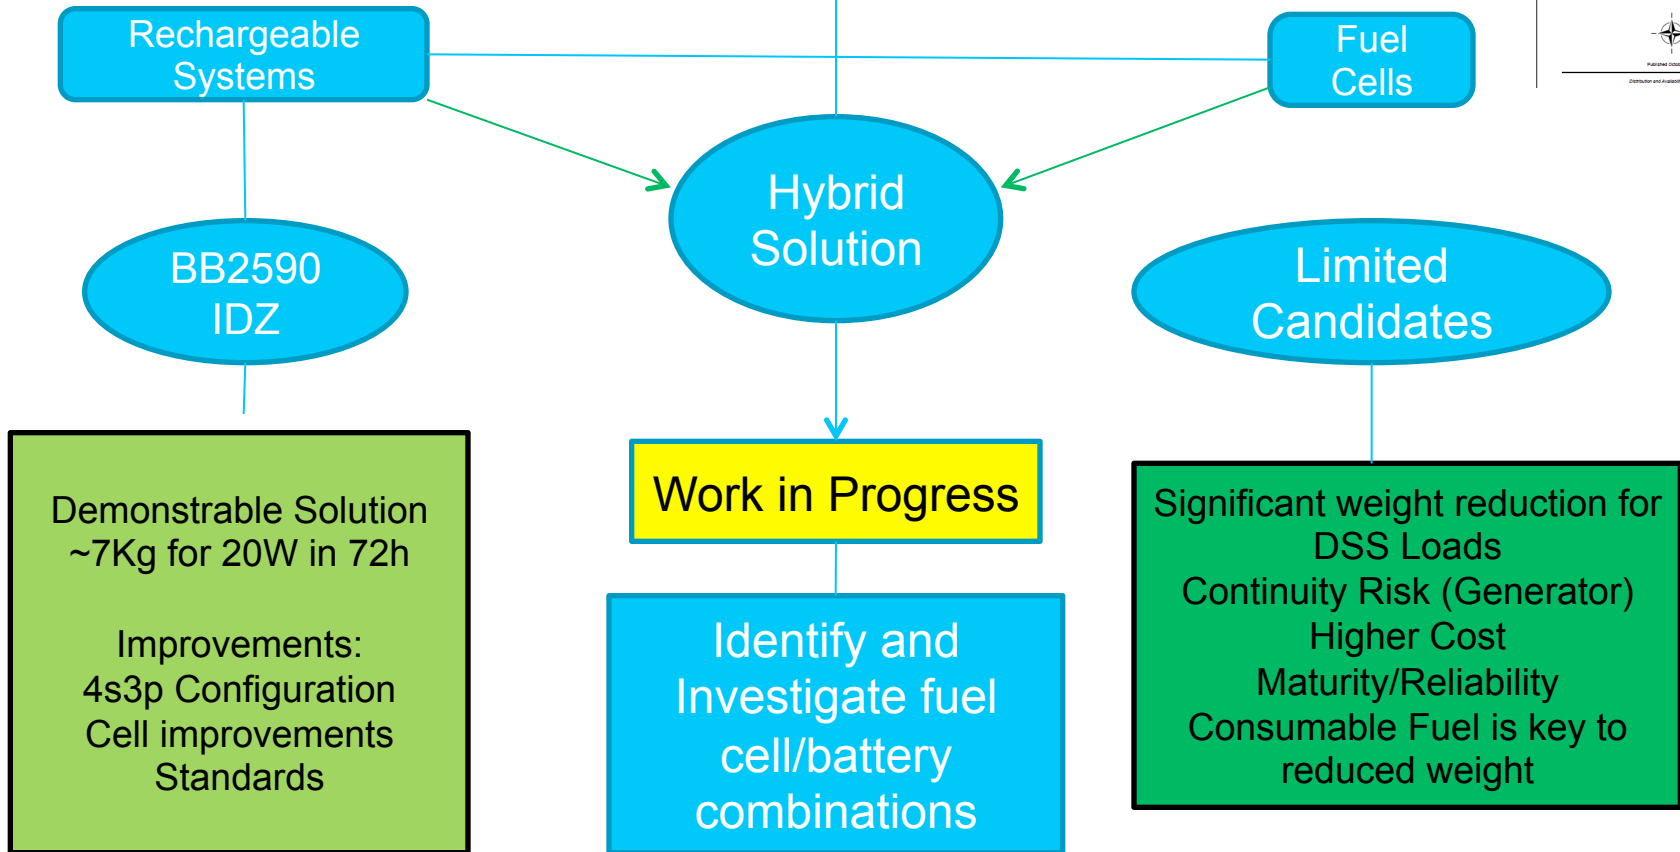 Rechargeable
Systems
Fuel
Cells
Hybrid
Solution
BB2590
IDZ
Limited
Candidates
Demonstrable Solution
~7Kg for 20W in 72h
Improvements:
4s3p Configuration
Cell improvements
Standards
Work in Progress
Identify and
Investigate fuel
cell/battery
combinations
Significant weight reduction for
DSS Loads
Continuity Risk (Generator)
Higher Cost
Maturity/Reliability
Consumable Fuel is key to
reduced weight